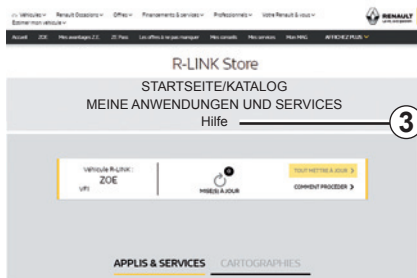 Véhicules Renault Occasions Offres Financements & services Professionnels Votre Renault & vous
Estimer mon véhicule
RENAULT
Accueil ZOE Mes avantages Z.E. ZE Pass Les offres à ne pas manquer Mes conseils Mes services Mon MAG AFFICHEZ PLUS
R-LINK Store
STARTSEITE/KATALOG
MEINE ANWENDUNGEN UND SERVICES
Hilfe
3
Véhicule R-LINK :
ZOE
VF1
0
MISE(S) À JOUR
TOUT METTRE À JOUR
COMMENT PROCÉDER
APPLIS & SERVICES CARTOGRAPHIES